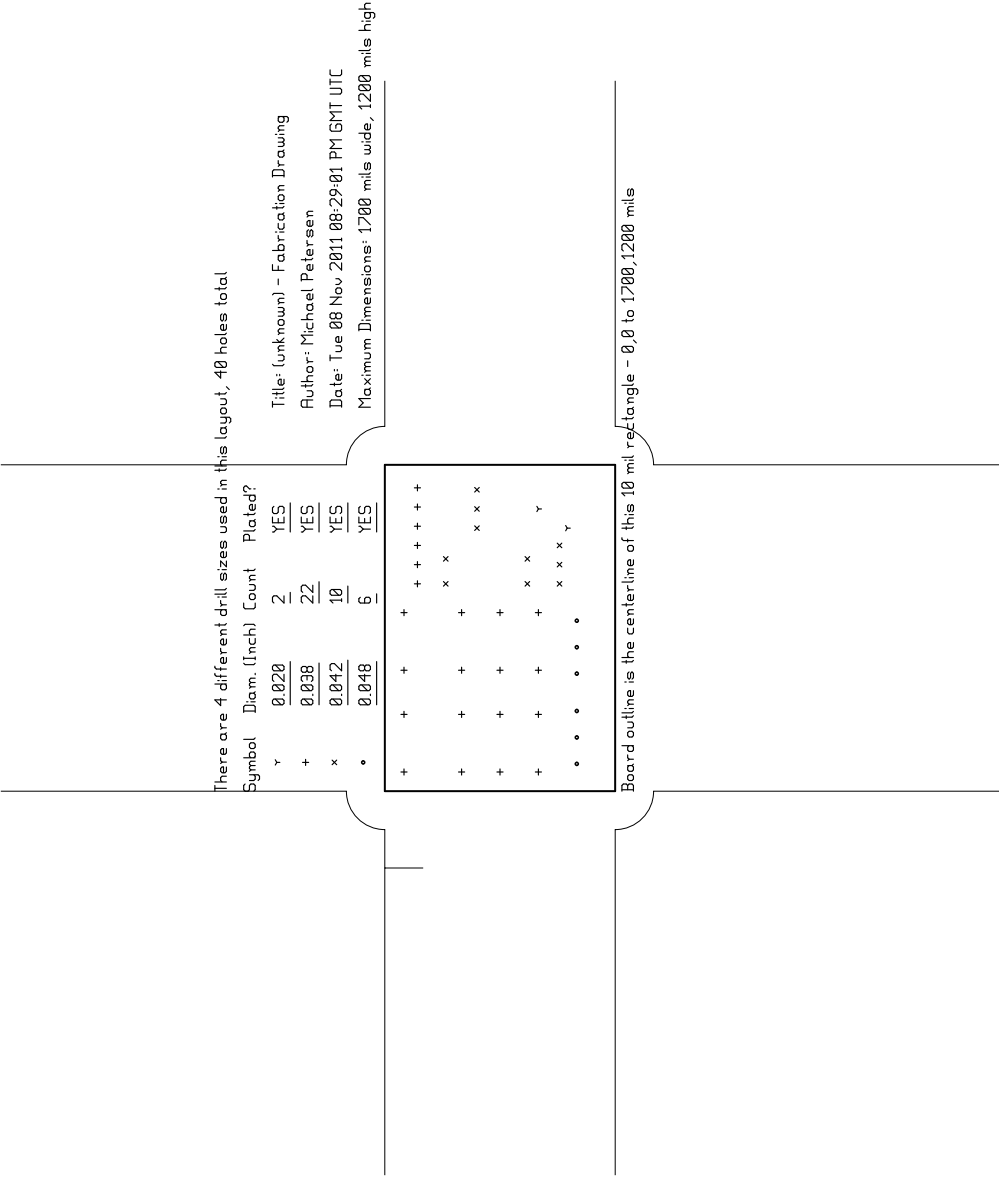 There are 4 different drill sizes used in this layout, 40 holes total
Symbol Diam. (Inch) Count Plated?
0.020 2 YES
0.038 22 YES
0.042 10 YES
0.048 6 YES
Title: (unknown) - Fabrication Drawing
Author: Michael Petersen
Date: Tue 08 Nov 2011 08:29:01 PM GMT UTC
Maximum Dimensions: 1700 mils wide, 1200 mils high
Board outline is the centerline of this 10 mil rectangle - 0,0 to 1700,1200 mils